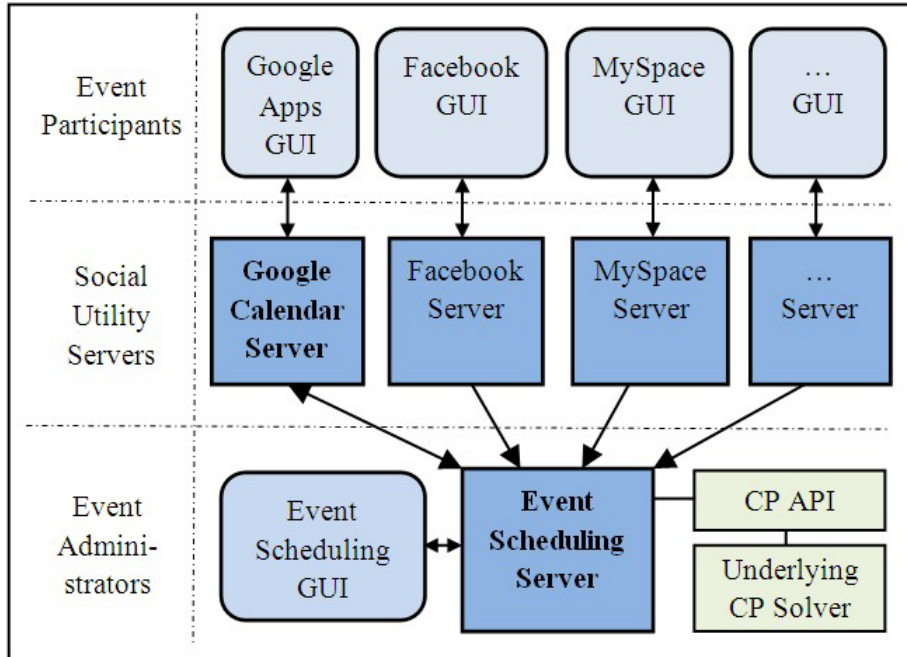 Event
Participants
Google
Apps
GUI
Facebook
GUI
MySpace
GUI
…
GUI
Social
Utility
Servers
Google
Calendar
Server
Facebook
Server
MySpace
Server
…
Server
Event
Admini-
strators
Event
Scheduling
GUI
Event
Scheduling
Server
CP API
Underlying
CP Solver